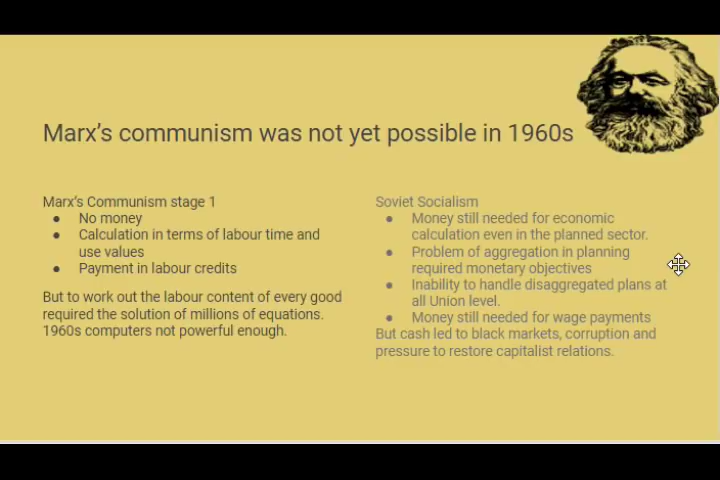 Marx's communism was not yet possible in 1960s
Marx's Communism stage 1
● No money
● Calculation in terms of labour time and
use values
● Payment in labour credits
But to work out the labour content of every good
required the solution of millions of equations.
1960s computers not powerful enough.
Soviet Socialism
● Money still needed for economic
calculation even in the planned sector.
● Problem of aggregation in planning
required monetary objectives
● Inability to handle disaggregated plans at
all Union level.
● Money still needed for wage payments
But cash led to black markets, corruption and
pressure to restore capitalist relations.